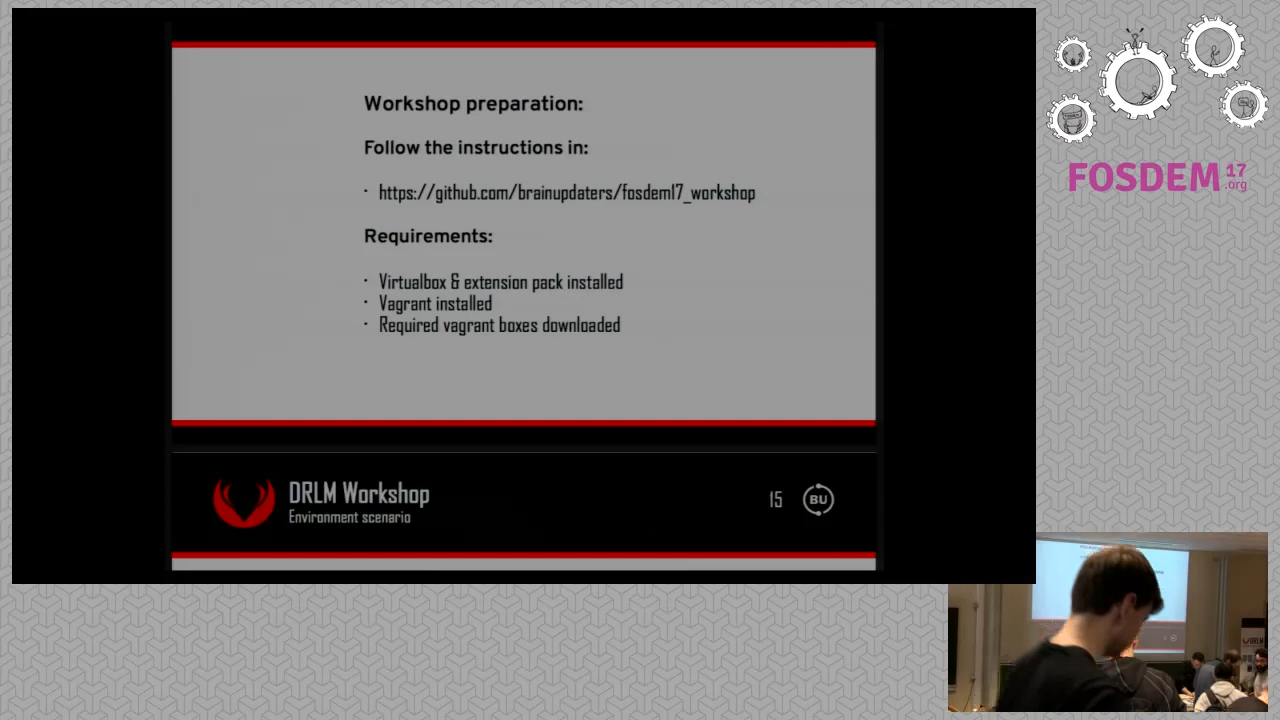 Workshop preparation:
Follow the instructions in:
· https://github.com/brainupdaters/fosdem17_workshop
Requirements:
· Virtualbox & extension pack installed
· Vagrant installed
· Required vagrant boxes downloaded
DRLM Workshop
Environment scenario
15
BU
FOSDEM 17
.org
DRLM